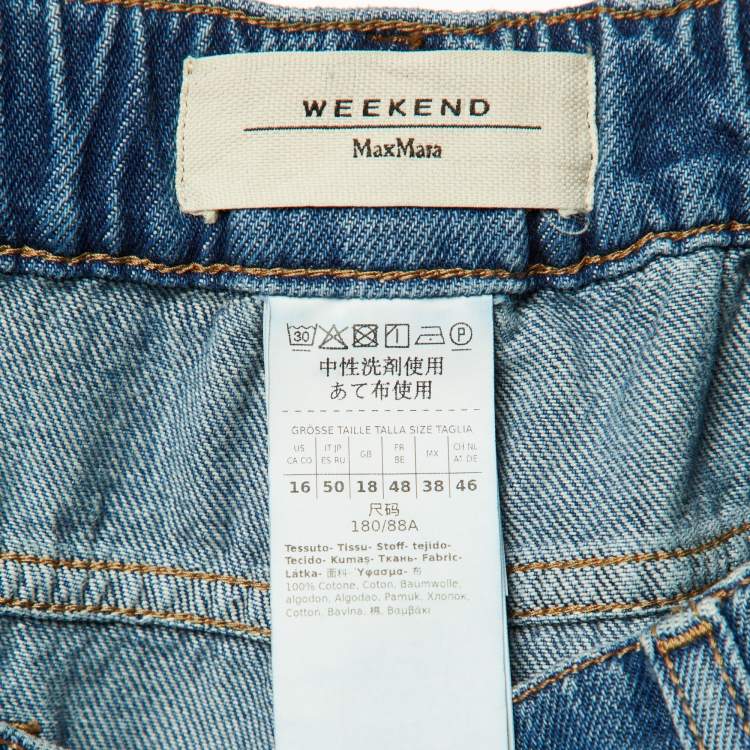 WEEKEND
MaxMara
30 P
中性洗剤使用
あて布使用
GRÖSSE TAILLE TALLA SIZE TAGLIA
US IT JP GB FR MX CH NL
CA CO ES RU BE AT DE
16 50 18 48 38 46
尺码
180/88A
Tessuto- Tissu- Stoff- tejido-
Tecido- Kumaş- Ткань- Fabric-
Látka- 面料- Ύφασμα- 布
100% Cotone, Coton, Baumwolle,
algodon, Algodao, Pamuk, Хлопок,
Cotton, Bavlna, 棉, Βαμβάκι